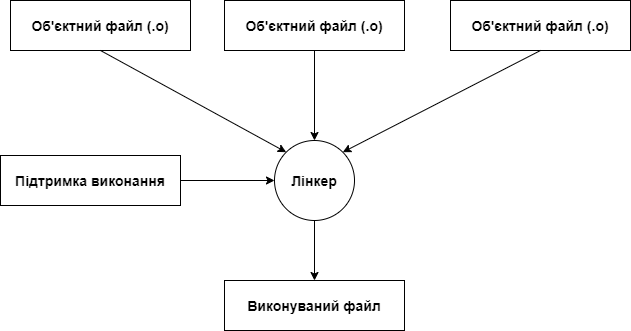 Об'єктний файл (.o)
Об'єктний файл (.o)
Об'єктний файл (.o)
Підтримка виконання
Лінкер
Виконуваний файл